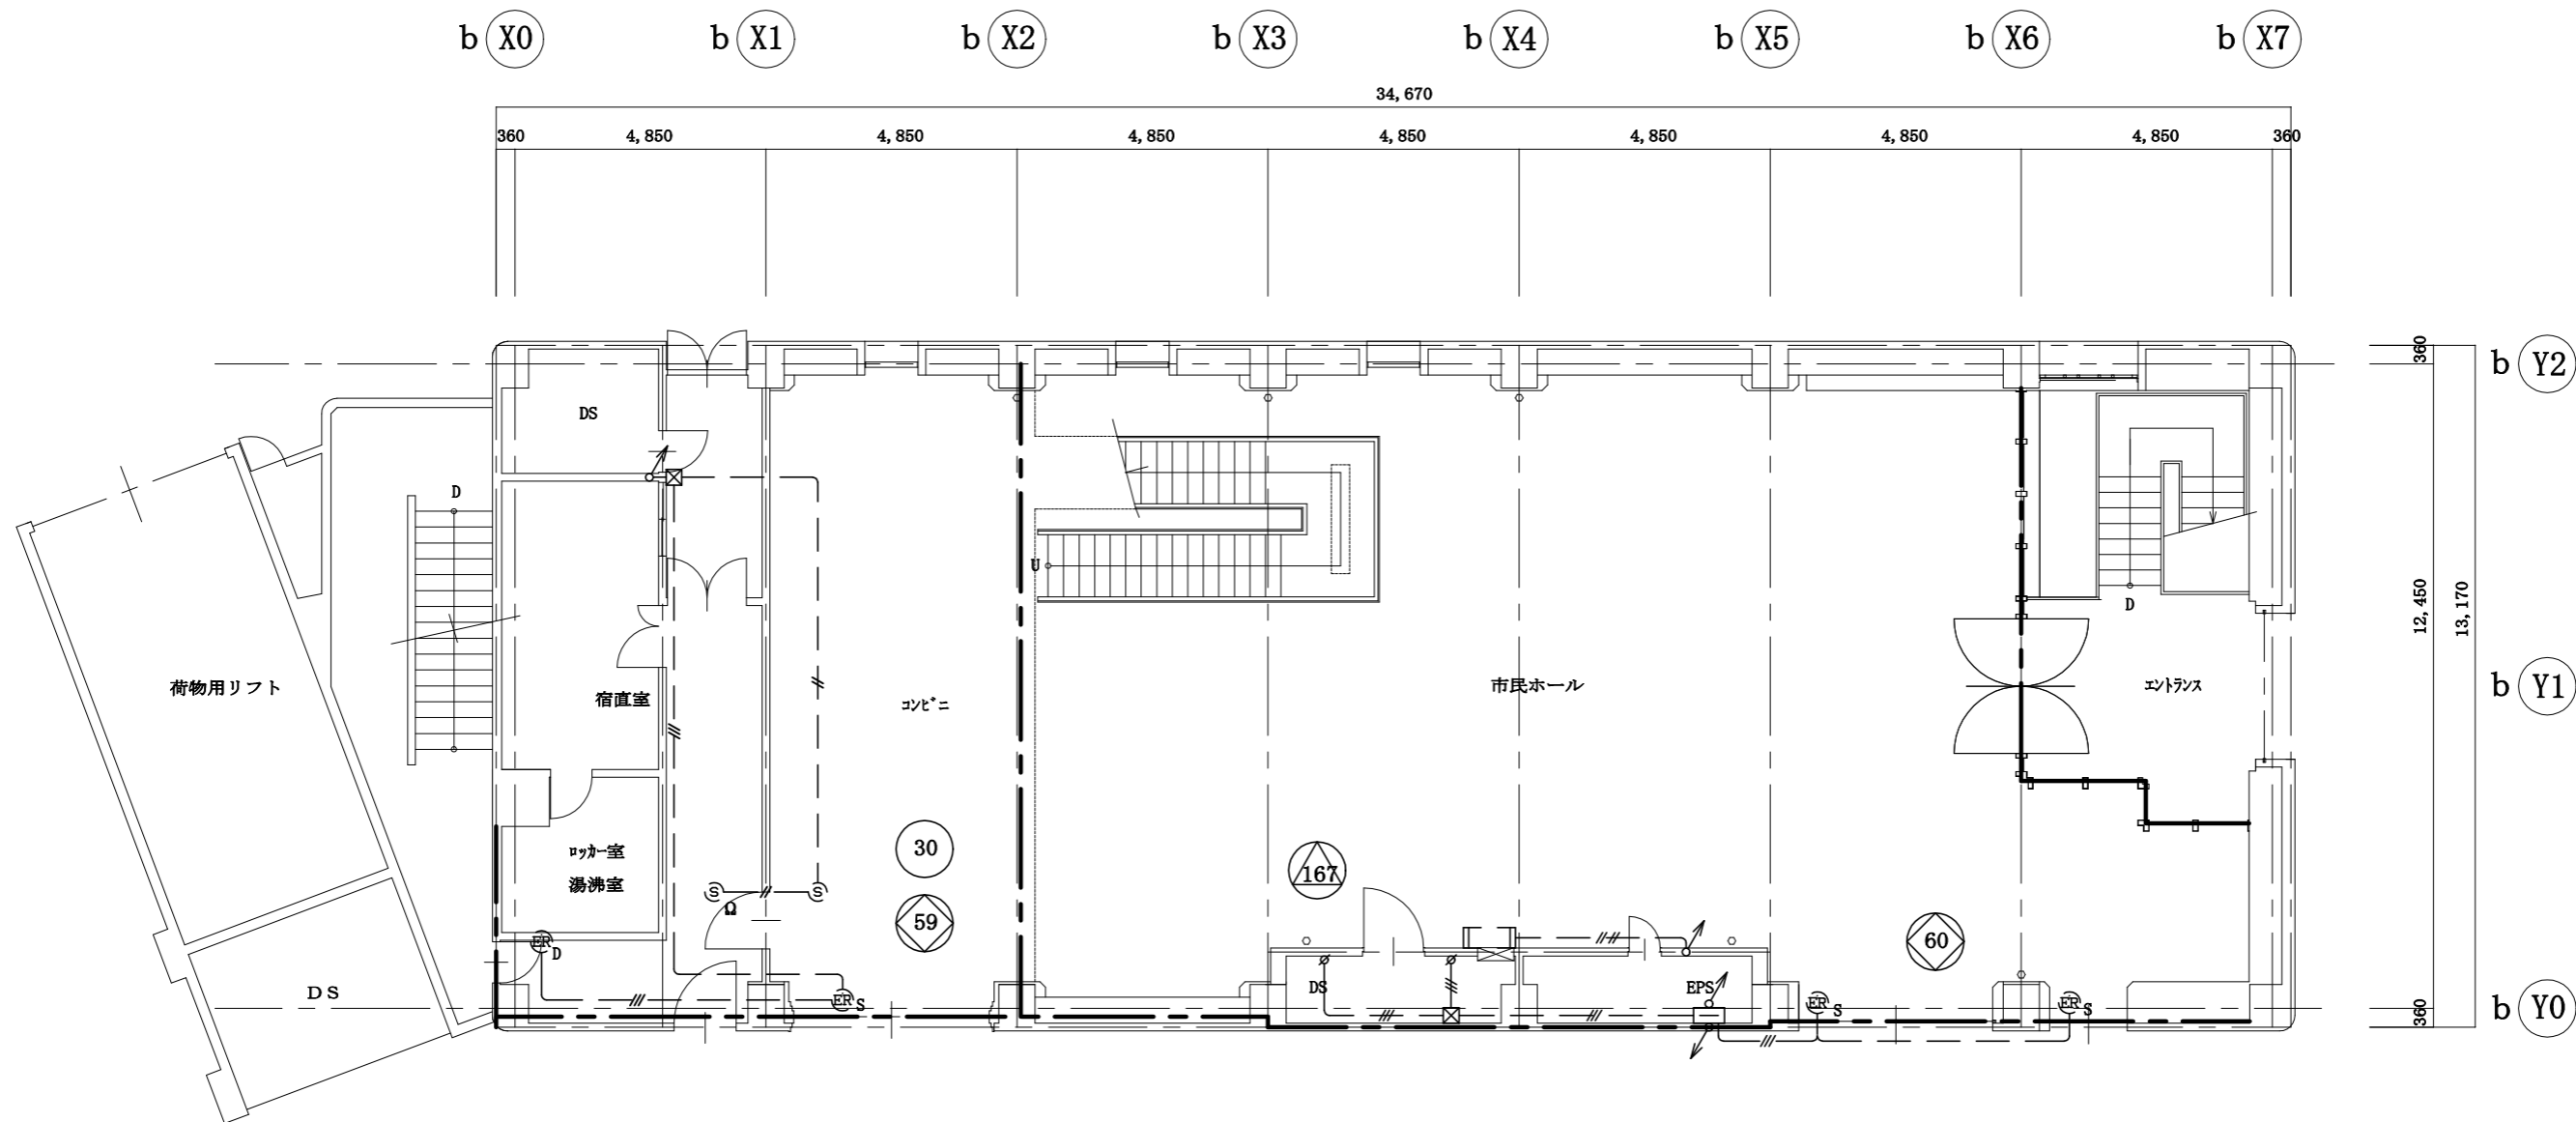 b X0 b X1 b X2 b X3 b X4 b X5 b X6 b X7
34,670
360 4,850 4,850 4,850 4,850 4,850 4,850 4,850 360
360
b Y2
DS
D
U
D
12,450
13,170
荷物用リフト
宿直室
コンビニ
市民ホール
エントランス
b Y1
ロッカー室
湯沸室
30
167
S S
Ω
59
60
ER D
DS
DS
EPS
ER S
ER S
ER S
360
b Y0